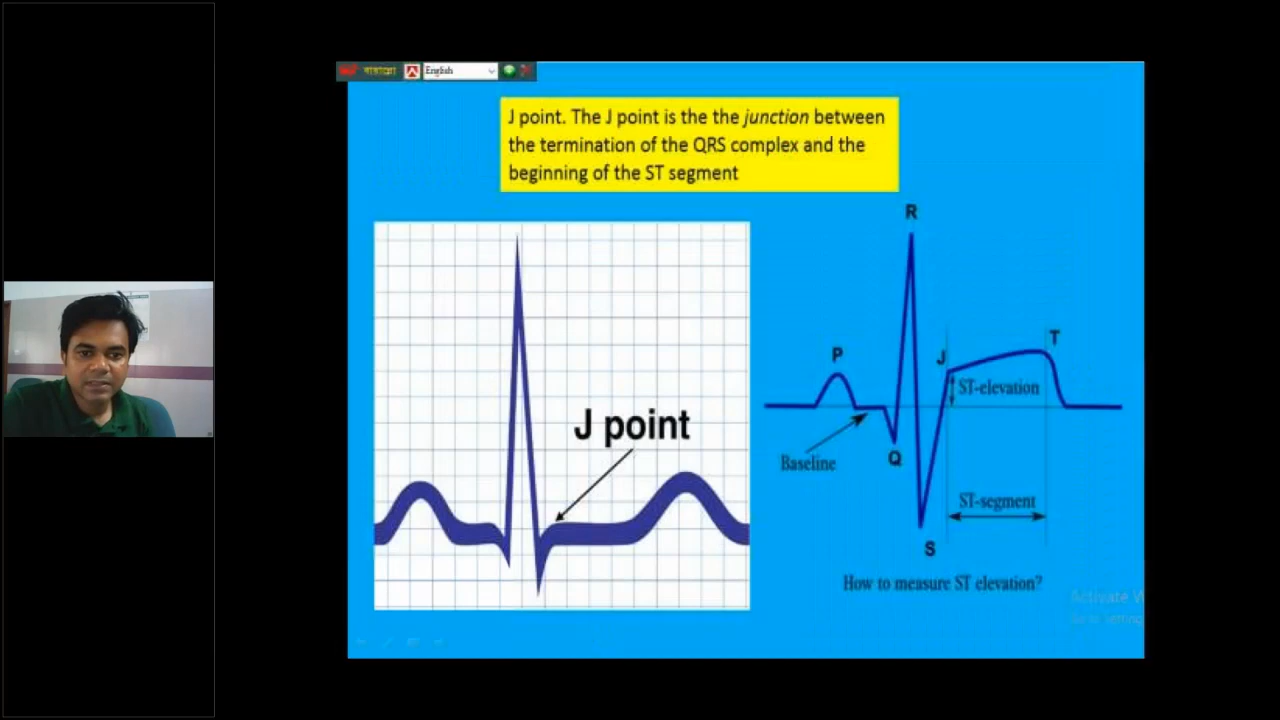 English
J point. The J point is the the junction between
the termination of the QRS complex and the
beginning of the ST segment
J point
R
P
J
T
ST-elevation
Baseline
Q
ST-segment
S
How to measure ST elevation?
Activate W